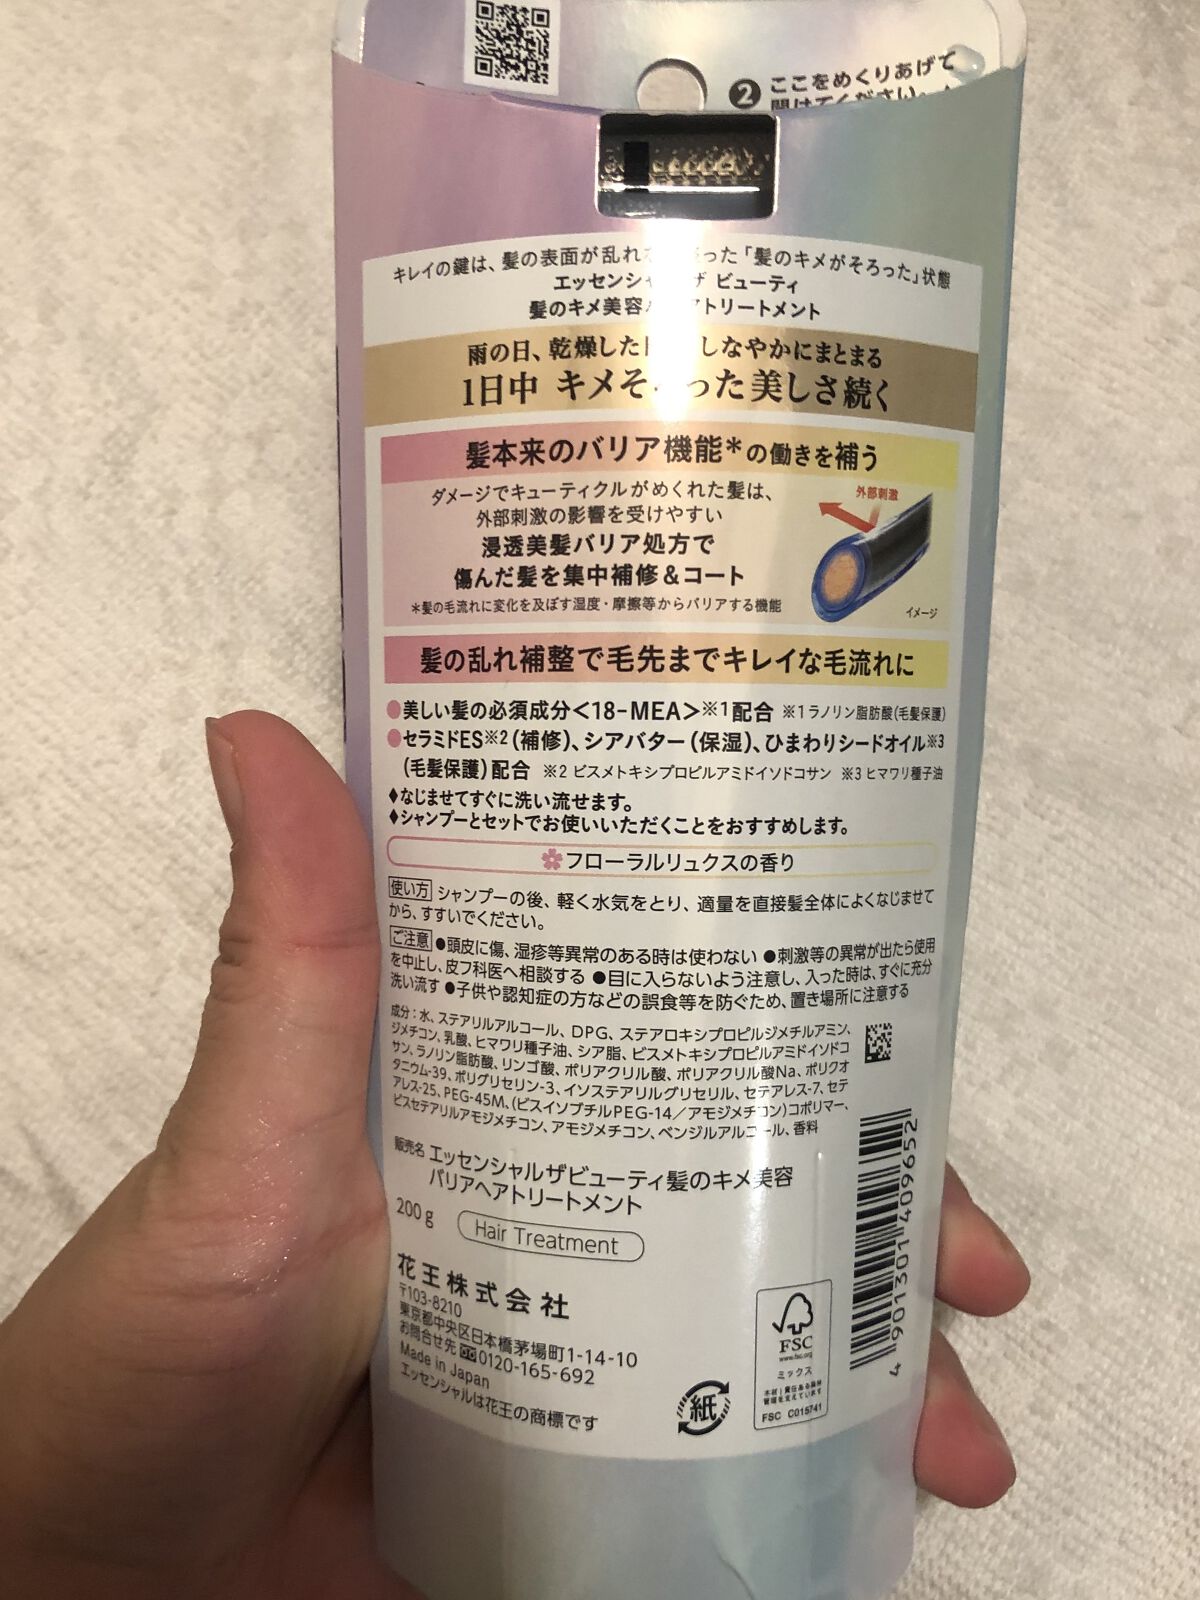 ❷ ここをめくりあげて
開けてください。
キレイの鍵は、髪の表面が乱れ った「髪のキメがそろった」状態
エッセンシ ザ ビューティ
髪のキメ美容 アトリートメント
雨の日、乾燥した しなやかにまとまる
1日中 キメそ った美しさ続く
髪本来のバリア機能*の働きを補う
ダメージでキューティクルがめくれた髪は、
外部刺激の影響を受けやすい
浸透美髪バリア処方で
傷んだ髪を集中補修&コート
*髪の毛流れに変化を及ぼす湿度・摩擦等からバリアする機能
外部刺激
イメージ
髪の乱れ補整で毛先までキレイな毛流れに
●美しい髪の必須成分<18-MEA>※1配合 ※1 ラノリン脂肪酸(毛髪保護)
●セラミドES※2(補修)、シアバター(保湿)、ひまわりシードオイル※3
(毛髪保護)配合 ※2 ビスメトキシプロピルアミドイソドコサン ※3 ヒマワリ種子油
♦なじませてすぐに洗い流せます。
♦シャンプーとセットでお使いいただくことをおすすめします。
フローラルリュクスの香り
使い方 シャンプーの後、軽く水気をとり、適量を直接髪全体によくなじませて
から、すすいでください。
ご注意 ●頭皮に傷、湿疹等異常のある時は使わない ●刺激等の異常が出たら使用
を中止し、皮フ科医へ相談する ●目に入らないよう注意し、入った時は、すぐに充分
洗い流す ●子供や認知症の方などの誤食等を防ぐため、置き場所に注意する
成分:水、ステアリルアルコール、DPG、ステアロキシプロピルジメチルアミン、
ジメチコン、乳酸、ヒマワリ種子油、シア脂、ビスメトキシプロピルアミドイソドコ
サン、ラノリン脂肪酸、リンゴ酸、ポリアクリル酸、ポリアクリル酸Na、ポリクオ
タニウム-39、ポリグリセリン-3、イソステアリルグリセリル、セテアレス-7、セテ
アレス-25、PEG-45M、(ビスイソブチルPEG-14/アモジメチコン)コポリマー、
ビスセテアリルアモジメチコン、アモジメチコン、ベンジルアルコール、香料
販売名 エッセンシャルザビューティ髪のキメ美容
バリアヘアトリートメント
200g Hair Treatment
花王株式会社
〒103-8210
東京都中央区日本橋茅場町1-14-10
お問合せ先 0120-165-692
Made in Japan
エッセンシャルは花王の商標です
紙
FSC
www.fsc.org
ミックス
木材|責任ある森林
管理を支えています
FSC C015741
4 901301 409652